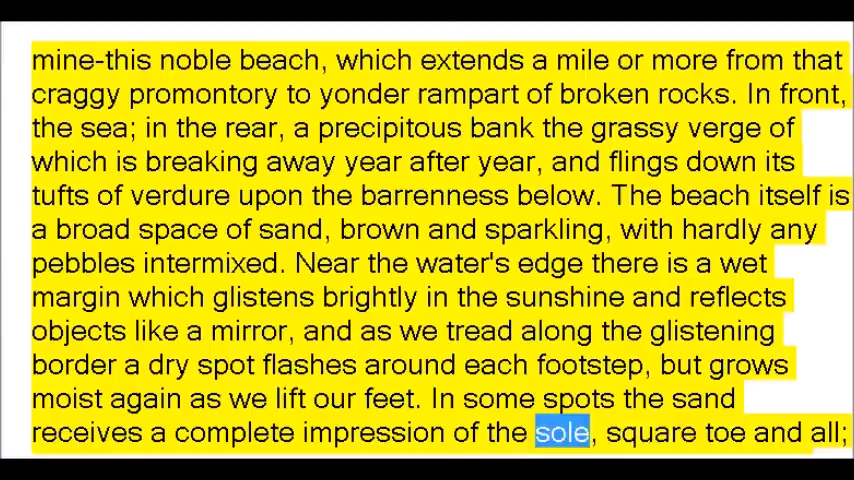 mine-this noble beach, which extends a mile or more from that
craggy promontory to yonder rampart of broken rocks. In front,
the sea; in the rear, a precipitous bank the grassy verge of
which is breaking away year after year, and flings down its
tufts of verdure upon the barrenness below. The beach itself is
a broad space of sand, brown and sparkling, with hardly any
pebbles intermixed. Near the water's edge there is a wet
margin which glistens brightly in the sunshine and reflects
objects like a mirror, and as we tread along the glistening
border a dry spot flashes around each footstep, but grows
moist again as we lift our feet. In some spots the sand
receives a complete impression of the sole, square toe and all;